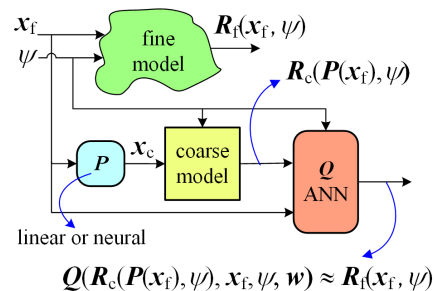 x_f
ψ
fine
model
R_f(x_f, ψ)
R_c(P(x_f), ψ)
P
x_c
coarse
model
Q
ANN
linear or neural
Q(R_c(P(x_f), ψ), x_f, ψ, w) ≈ R_f(x_f, ψ)